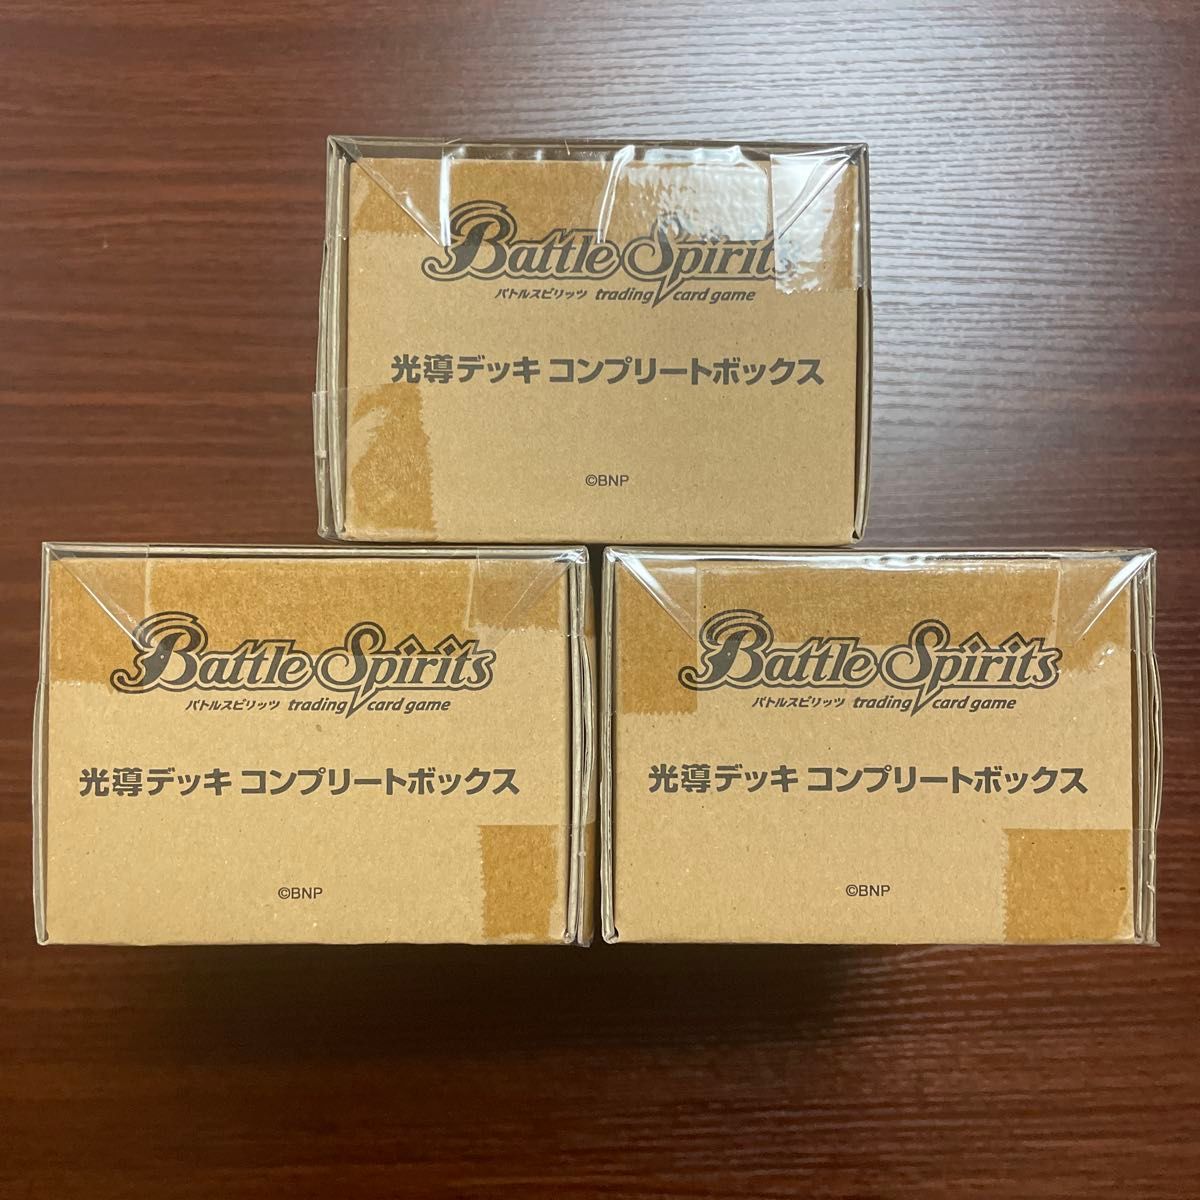 Battle Spirits
バトルスピリッツ trading card game
光導デッキ コンプリートボックス
©BNP
Battle Spirits
バトルスピリッツ trading card game
光導デッキ コンプリートボックス
©BNP
Battle Spirits
バトルスピリッツ trading card game
光導デッキ コンプリートボックス
©BNP